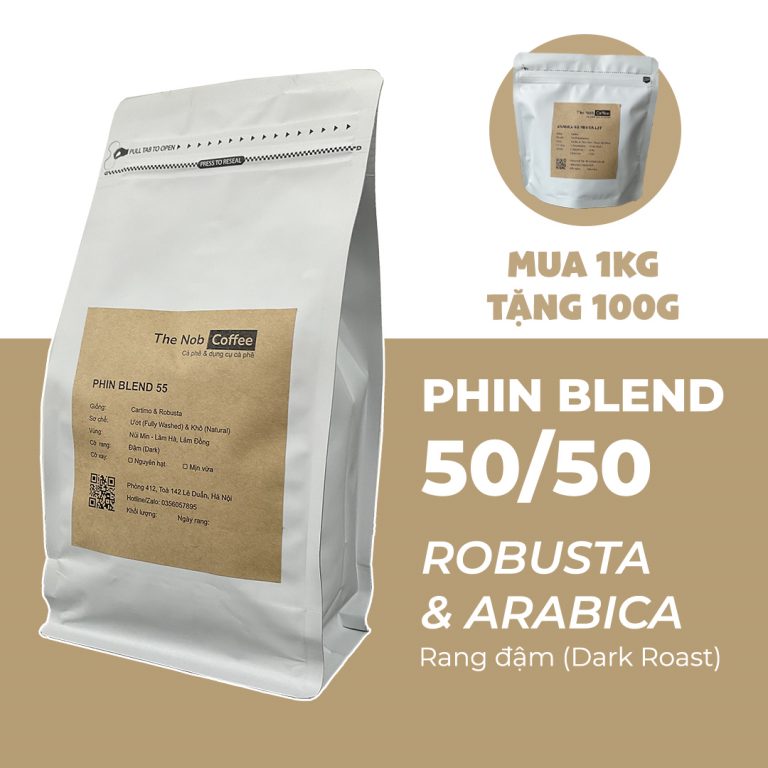 PULL TAB TO OPEN
PRESS TO RESEAL
The Nob Coffee
Cà phê & dụng cụ cà phê
PHIN BLEND 55
Giống: Cartimo & Robusta
Sơ chế: Ướt (Fully Washed) & Khô (Natural)
Vùng: Núi Min - Lâm Hà, Lâm Đồng
Cỡ rang: Đậm (Dark)
Cỡ xay: Nguyên hạt Mịn vừa
Phòng 412, Toà 142 Lê Duẩn, Hà Nội
Hotline/Zalo: 0356057895
Khối lượng: Ngày rang:
The Nob Coffee
MUA 1KG
TẶNG 100G
PHIN BLEND
50/50
ROBUSTA
& ARABICA
Rang đậm (Dark Roast)